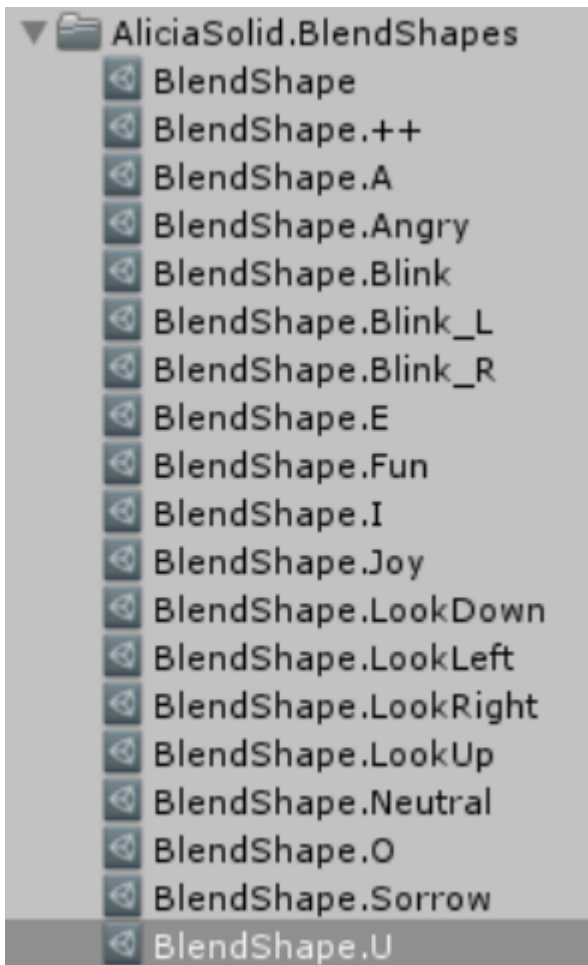 AliciaSolid.BlendShapes
BlendShape
BlendShape.++
BlendShape.A
BlendShape.Angry
BlendShape.Blink
BlendShape.Blink_L
BlendShape.Blink_R
BlendShape.E
BlendShape.Fun
BlendShape.I
BlendShape.Joy
BlendShape.LookDown
BlendShape.LookLeft
BlendShape.LookRight
BlendShape.LookUp
BlendShape.Neutral
BlendShape.O
BlendShape.Sorrow
BlendShape.U